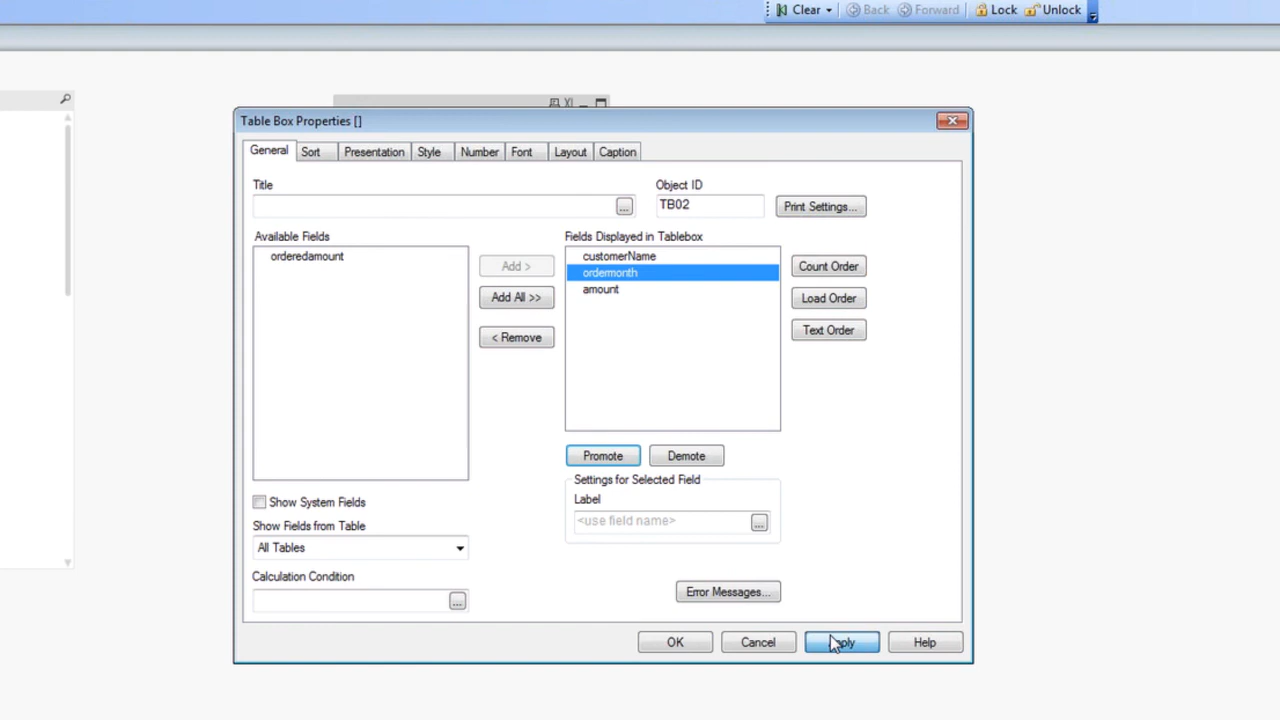 Clear Back Forward Lock Unlock
XL
Table Box Properties []
General Sort Presentation Style Number Font Layout Caption
Title
Object ID
... TB02 Print Settings...
Available Fields
Fields Displayed in Tablebox
orderedamount
customerName
ordermonth
amount
Add >
Add All >>
< Remove
Count Order
Load Order
Text Order
Promote Demote
Settings for Selected Field
Label
<use field name> ...
Show System Fields
Show Fields from Table
All Tables
Calculation Condition
...
Error Messages...
OK Cancel Help